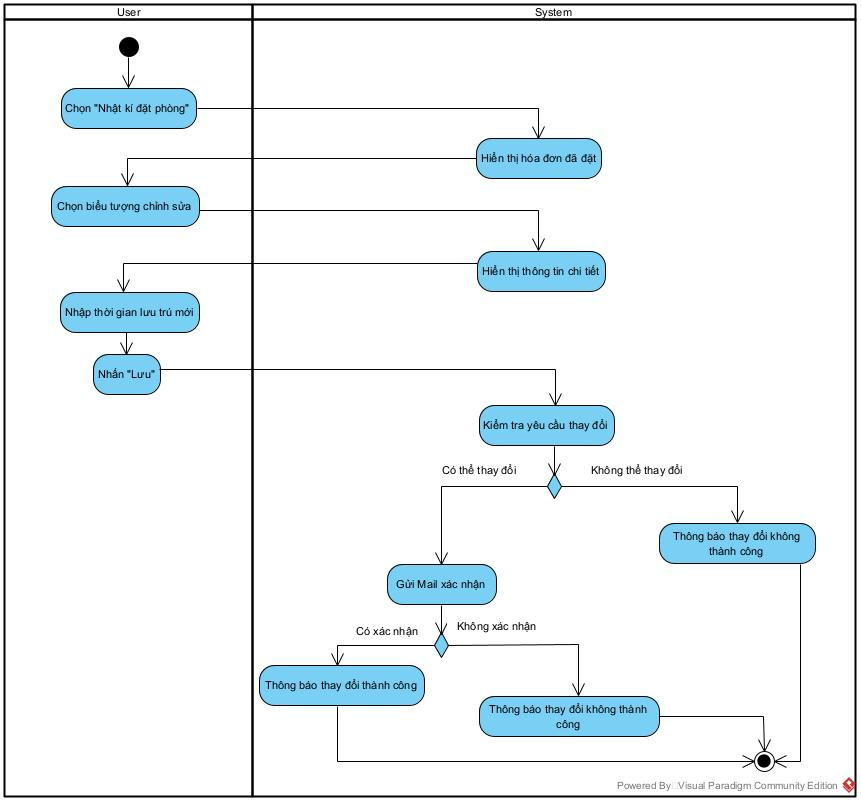 User
System
Chọn "Nhật kí đặt phòng"
Hiển thị hóa đơn đã đặt
Chọn biểu tượng chỉnh sửa
Hiển thị thông tin chi tiết
Nhập thời gian lưu trú mới
Nhấn "Lưu"
Kiểm tra yêu cầu thay đổi
Có thể thay đổi
Không thể thay đổi
Thông báo thay đổi không
thành công
Gửi Mail xác nhận
Có xác nhận
Không xác nhận
Thông báo thay đổi thành công
Thông báo thay đổi không thành
công
Powered By Visual Paradigm Community Edition